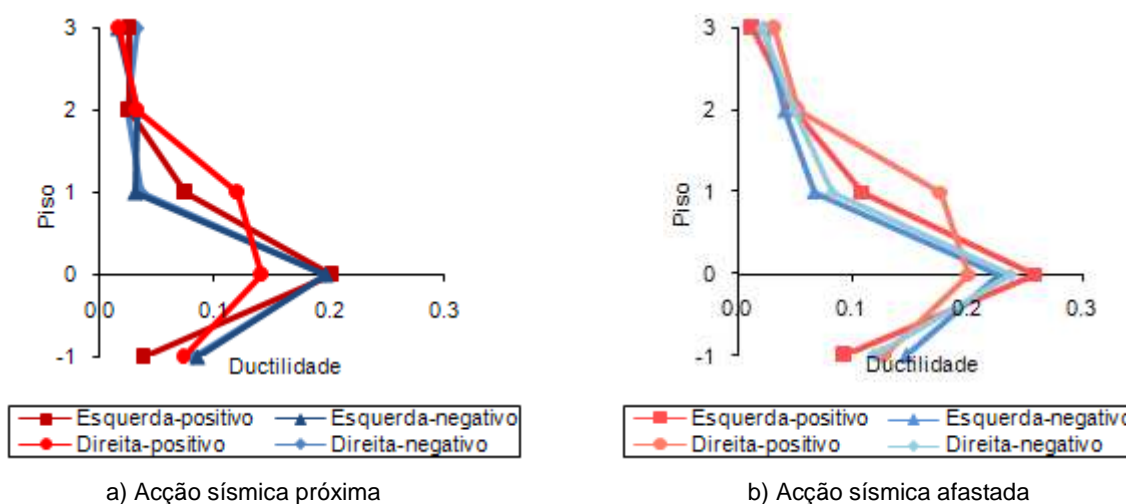 3
2
1
0
-1
Piso
0.0
0.1
0.2
0.3
Ductilidade
Esquerda-positivo
Esquerda-negativo
Direita-positivo
Direita-negativo
a) Acção sísmica próxima
3
2
1
0
-1
Piso
0.0
0.1
0.2
0.3
Ductilidade
Esquerda-positivo
Esquerda-negativo
Direita-positivo
Direita-negativo
b) Acção sísmica afastada